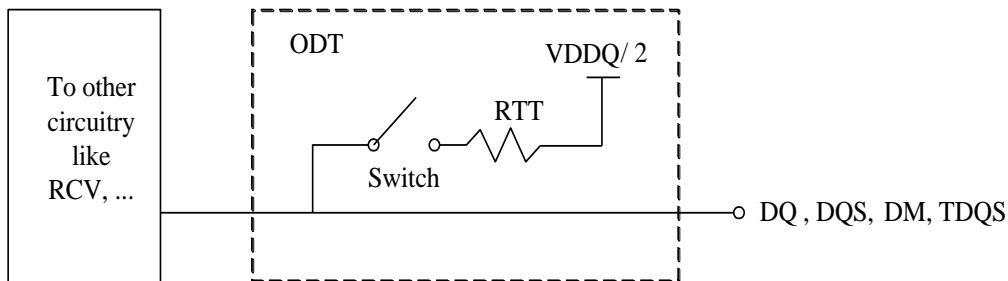 ODT
VDDQ/ 2
To other
circuitry
like
RCV, ...
RTT
Switch
DQ , DQS, DM, TDQS